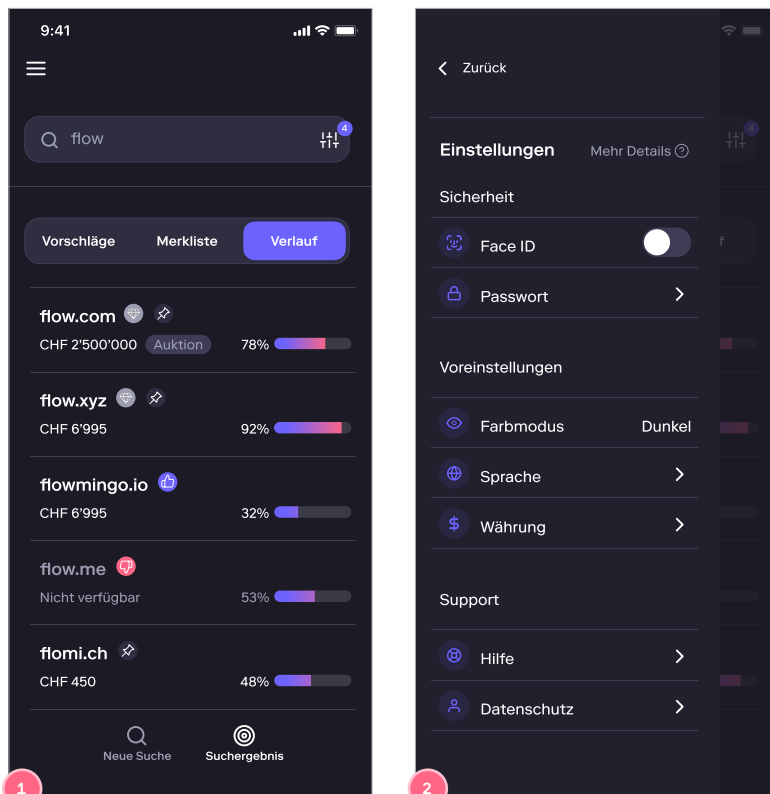 9:41
flow
4
Vorschläge Merkliste Verlauf
flow.com
CHF 2’500’000 Auktion 78%
flow.xyz
CHF 6’995 92%
flowmingo.io
CHF 6’995 32%
flow.me
Nicht verfügbar 53%
flomi.ch
CHF 450 48%
Neue Suche Suchergebnis
1
Zurück
4
Einstellungen Mehr Details ?
Sicherheit
f
Face ID
Passwort
Voreinstellungen
Farbmodus Dunkel
Sprache
$ Währung
Support
Hilfe
Datenschutz
2